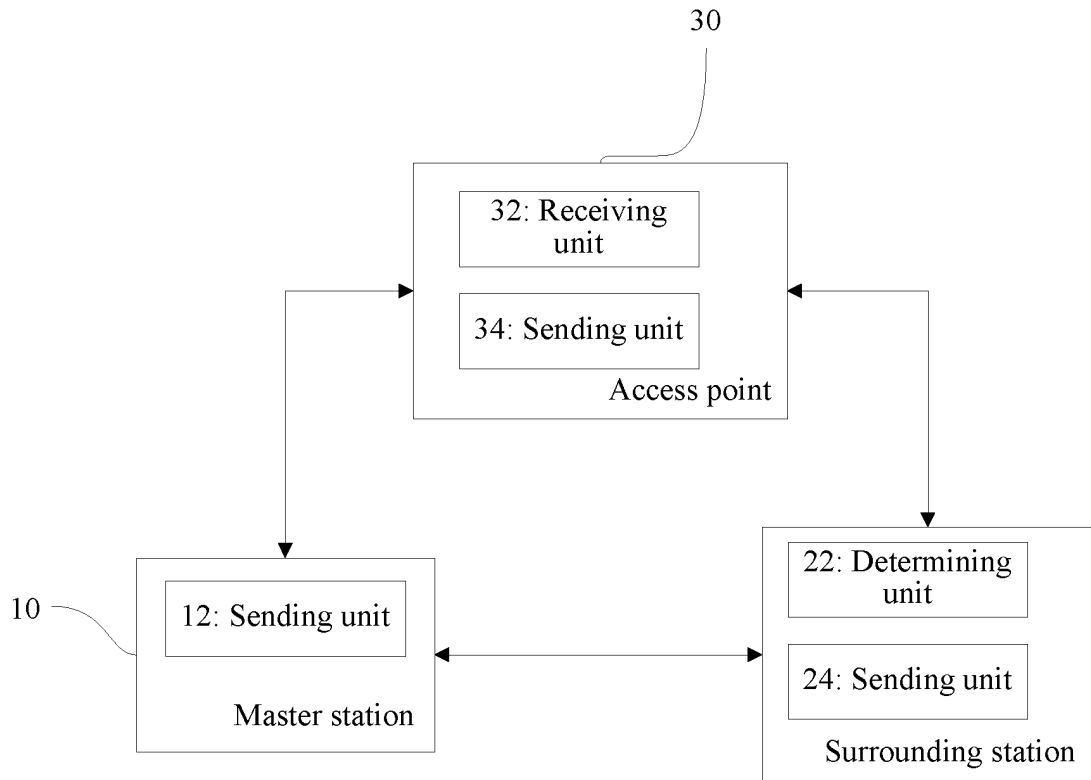 30
32: Receiving
unit
34: Sending unit
Access point
10
12: Sending unit
Master station
22: Determining
unit
24: Sending unit
Surrounding station